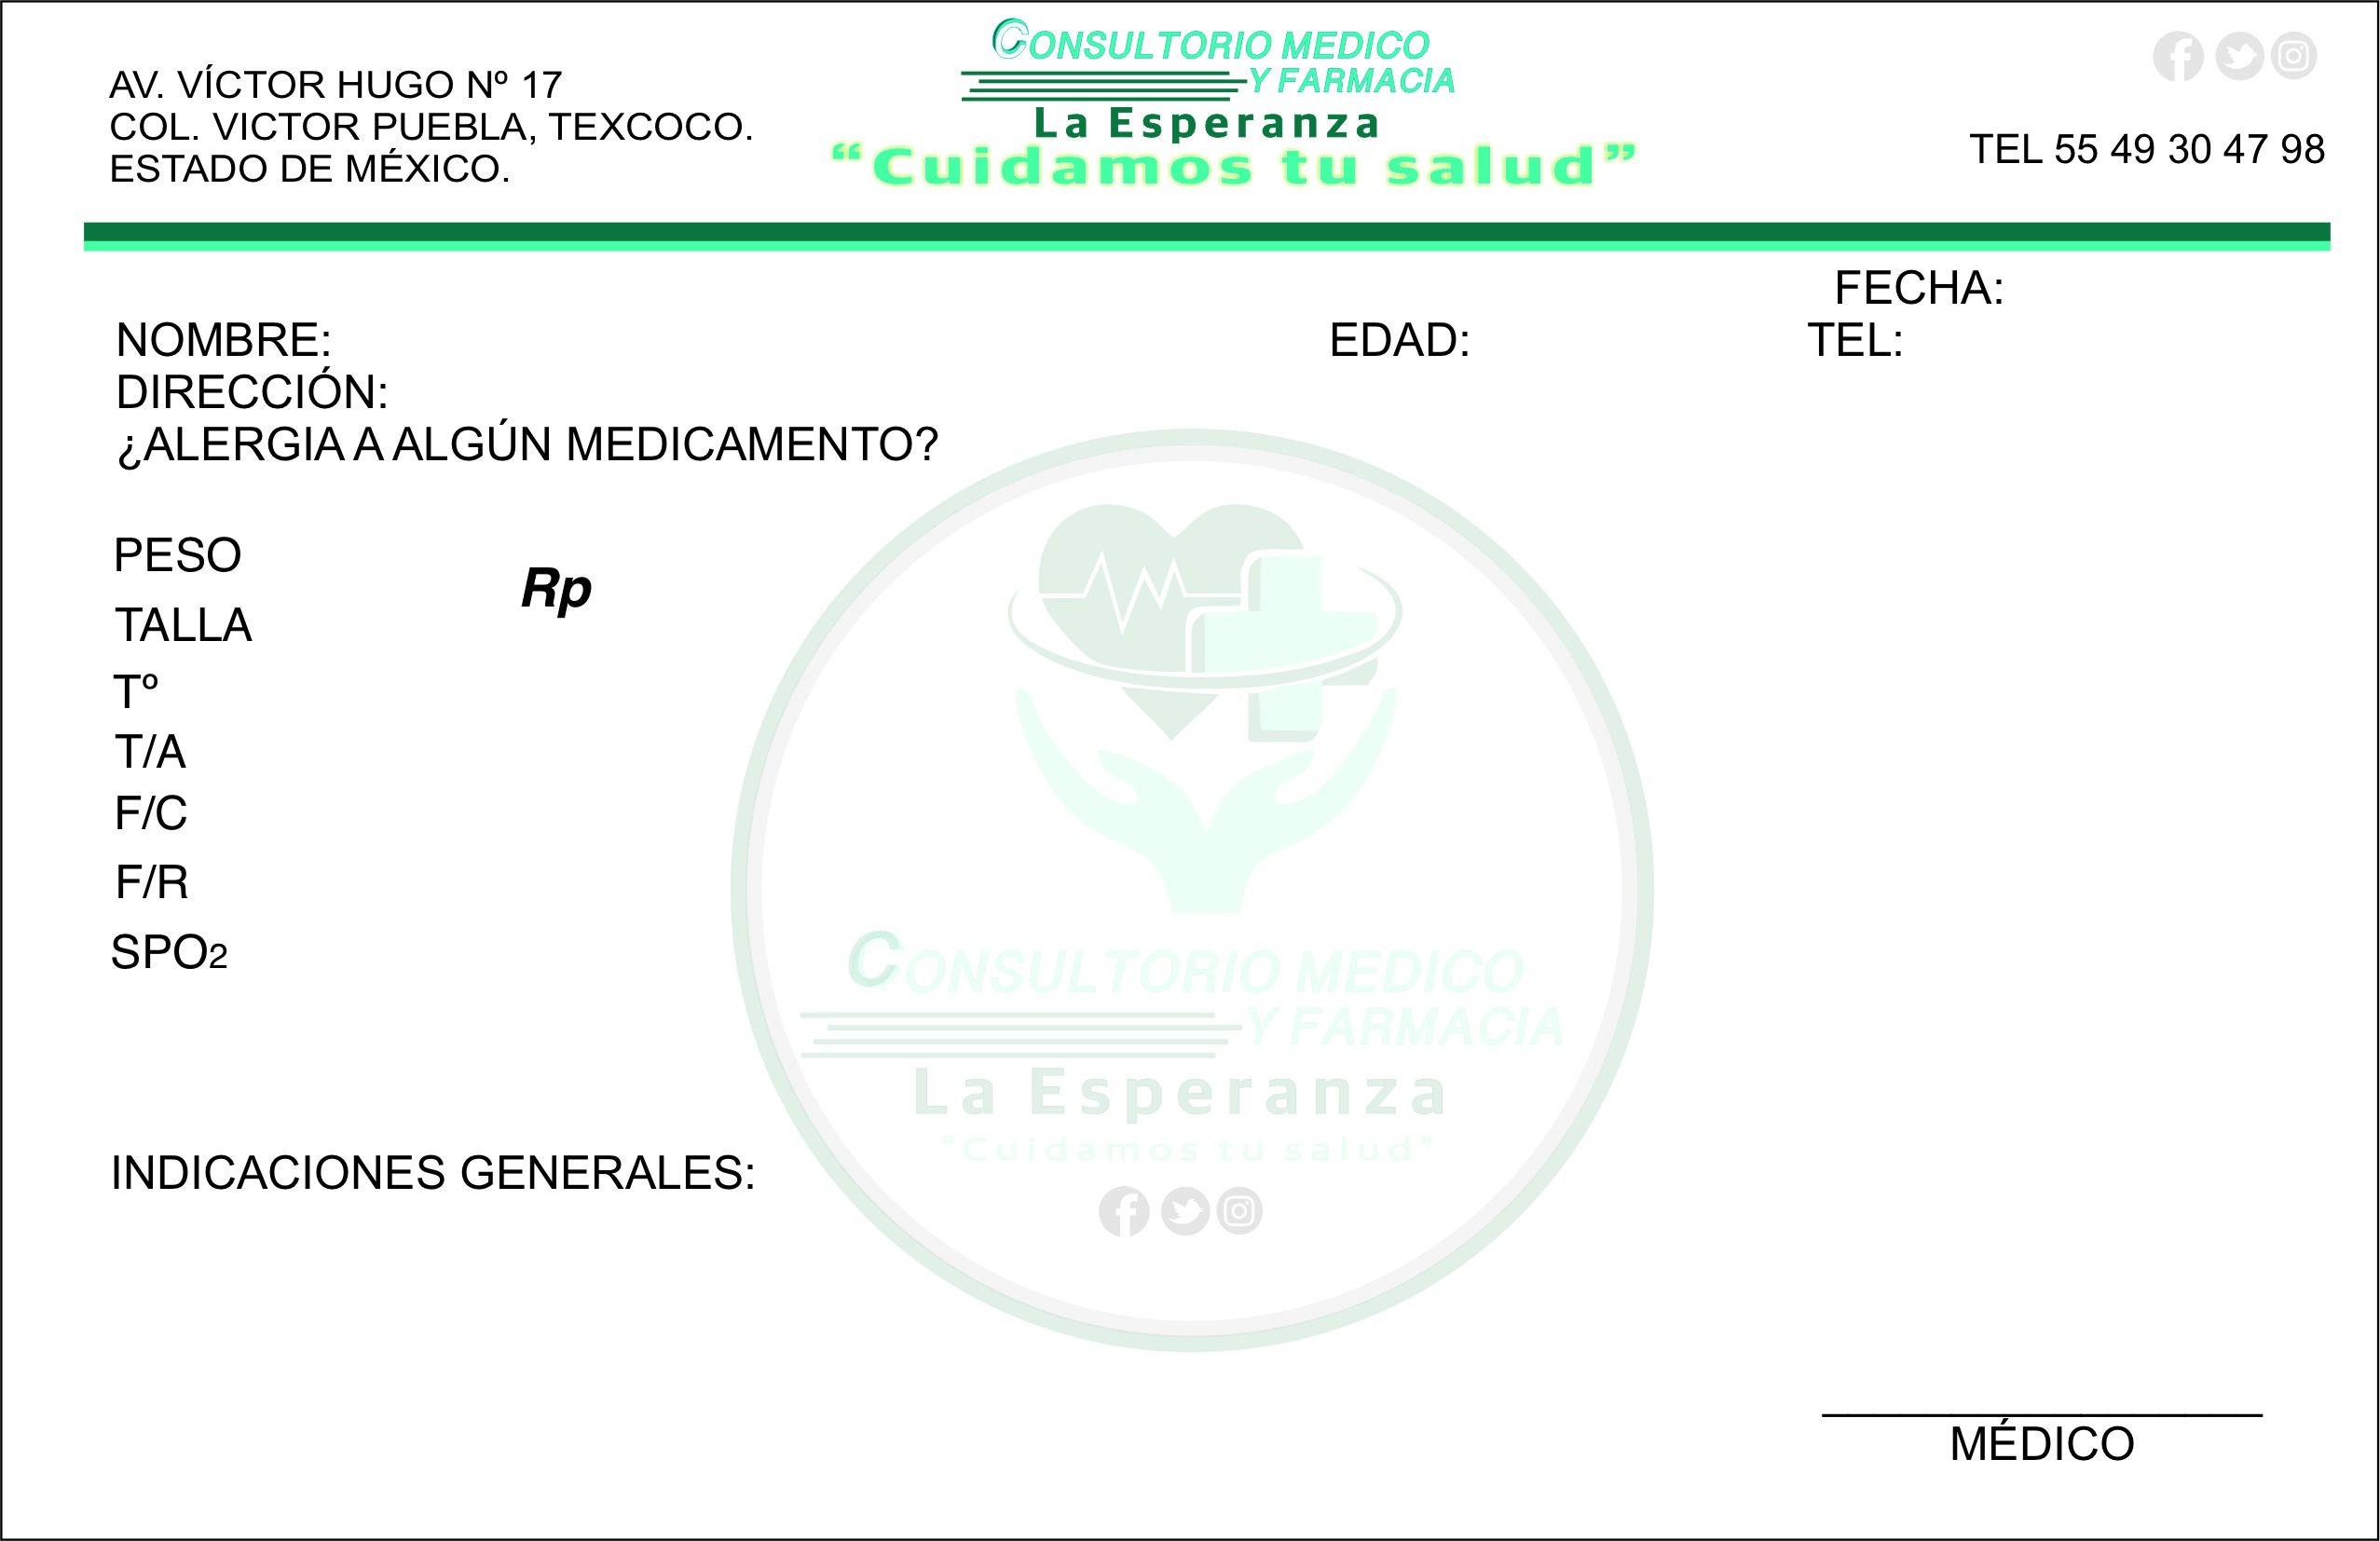 CONSULTORIO MEDICO
Y FARMACIA
La Esperanza
“Cuidamos tu salud”
AV. VÍCTOR HUGO Nº 17
COL. VICTOR PUEBLA, TEXCOCO.
ESTADO DE MÉXICO.
TEL 55 49 30 47 98
FECHA:
NOMBRE: EDAD: TEL:
DIRECCIÓN:
¿ALERGIA A ALGÚN MEDICAMENTO?
PESO
Rp
TALLA
Tº
T/A
F/C
F/R
SPO2
CONSULTORIO MEDICO
Y FARMACIA
La Esperanza
“Cuidamos tu salud”
INDICACIONES GENERALES:
MÉDICO